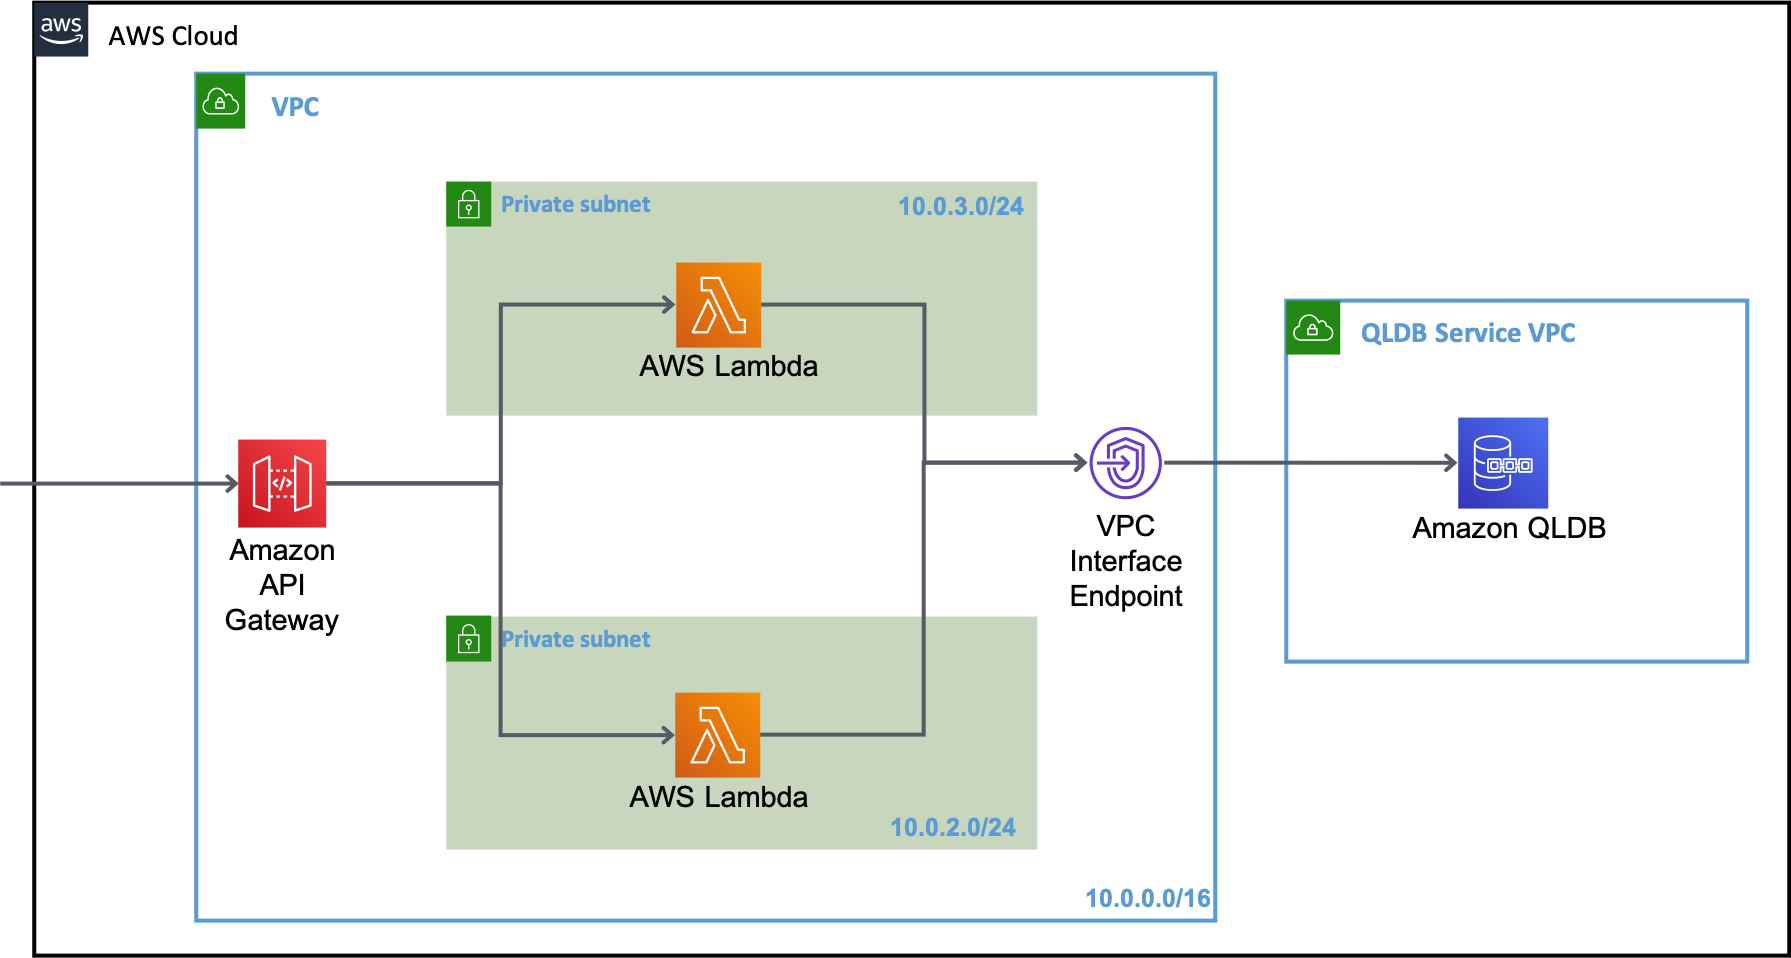 aws
AWS Cloud
VPC
Private subnet
10.0.3.0/24
AWS Lambda
QLDB Service VPC
Amazon
API
Gateway
VPC
Interface
Endpoint
Amazon QLDB
Private subnet
AWS Lambda
10.0.2.0/24
10.0.0.0/16